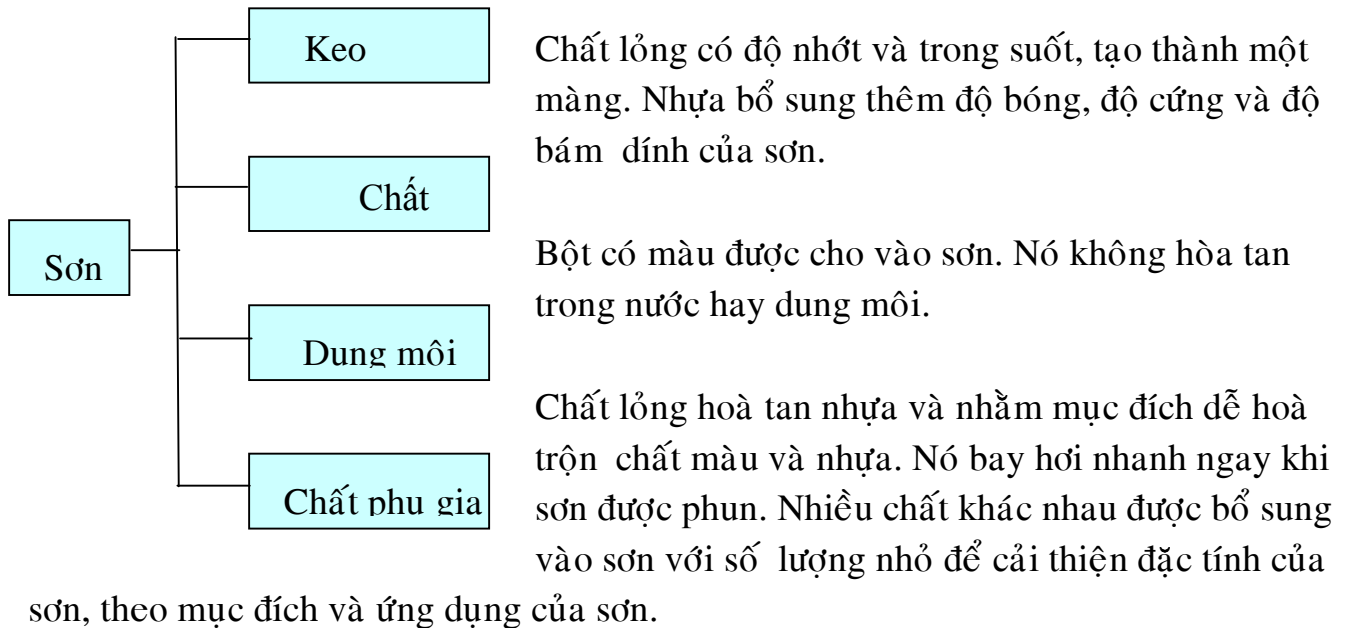 Keo
Chất lỏng có độ nhớt và trong suốt, tạo thành một
màng. Nhựa bổ sung thêm độ bóng, độ cứng và độ
bám dính của sơn.
Chất
Sơn
Bột có màu được cho vào sơn. Nó không hòa tan
trong nước hay dung môi.
Dung môi
Chất lỏng hoà tan nhựa và nhằm mục đích dễ hoà
trộn chất màu và nhựa. Nó bay hơi nhanh ngay khi
Chất phụ gia
sơn được phun. Nhiều chất khác nhau được bổ sung
vào sơn với số lượng nhỏ để cải thiện đặc tính của
sơn, theo mục đích và ứng dụng của sơn.